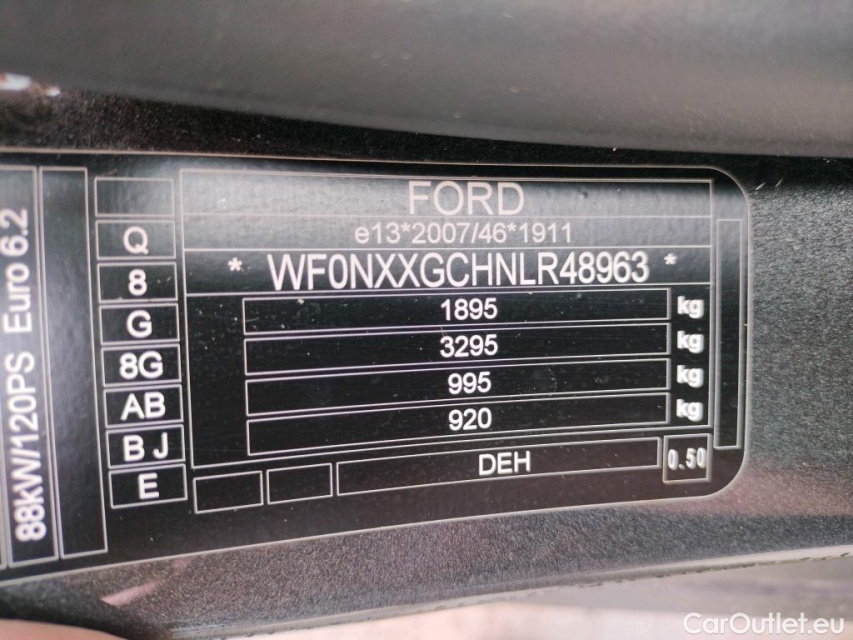 88kW/120PS Euro 6.2
Q
8
G
8G
AB
BJ
E
FORD
e13*2007/46*1911
* WF0NXXGCHNLR48963 *
1895 kg
3295 kg
995 kg
920 kg
DEH 0.50
CarOutlet.eu